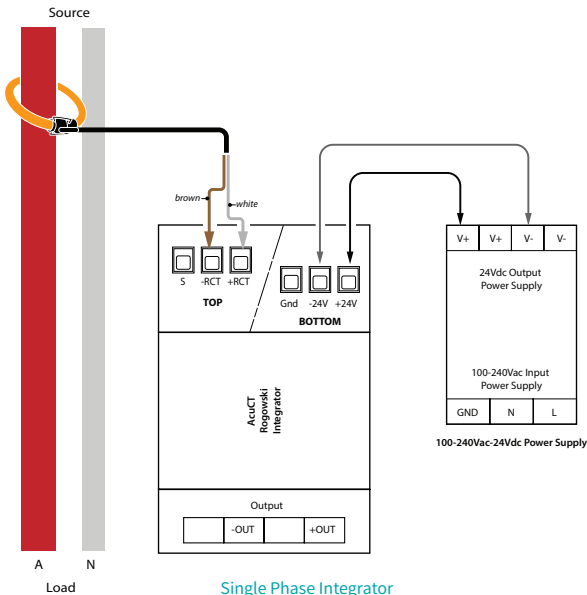 Source
brown
white
S -RCT +RCT
TOP
Gnd -24V +24V
BOTTOM
AcuCT
Rogowski
Integrator
Output
-OUT +OUT
V+ V+ V- V-
24Vdc Output
Power Supply
100-240Vac Input
Power Supply
GND N L
100-240Vac-24Vdc Power Supply
A N
Load
Single Phase Integrator